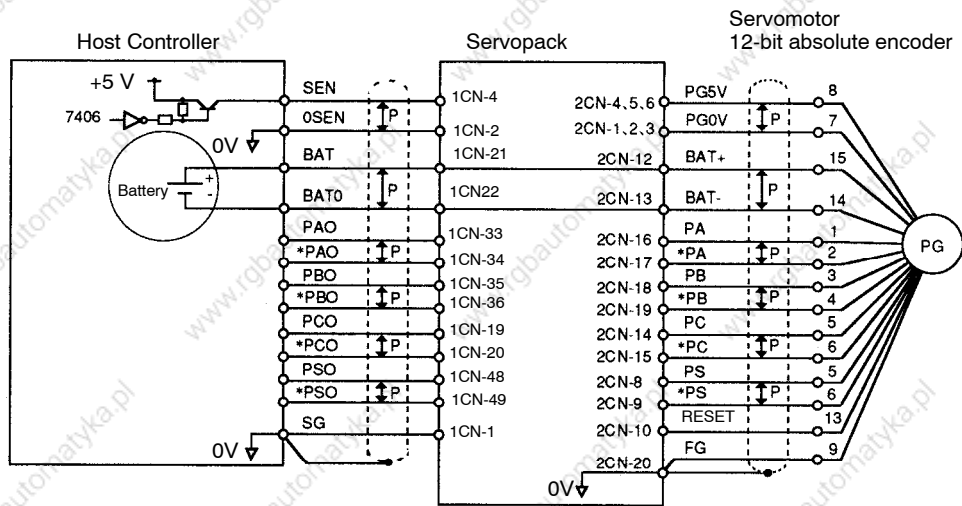 Host Controller
Servopack
Servomotor
12-bit absolute encoder
+5 V
7406
0V
Battery
+
-
SEN
0SEN
BAT
BAT0
PAO
*PAO
PBO
*PBO
PCO
*PCO
PSO
*PSO
SG
0V
P
P
P
P
P
P
1CN-4
1CN-2
1CN-21
1CN22
1CN-33
1CN-34
1CN-35
1CN-36
1CN-19
1CN-20
1CN-48
1CN-49
1CN-1
2CN-4、5、6
2CN-1、2、3
2CN-12
2CN-13
2CN-16
2CN-17
2CN-18
2CN-19
2CN-14
2CN-15
2CN-8
2CN-9
2CN-10
2CN-20
0V
PG5V
PG0V
BAT+
BAT-
PA
*PA
PB
*PB
PC
*PC
PS
*PS
RESET
FG
P
P
P
P
P
P
8
7
15
14
1
2
3
4
5
6
5
6
13
9
PG
www.rgbautomatyka.pl